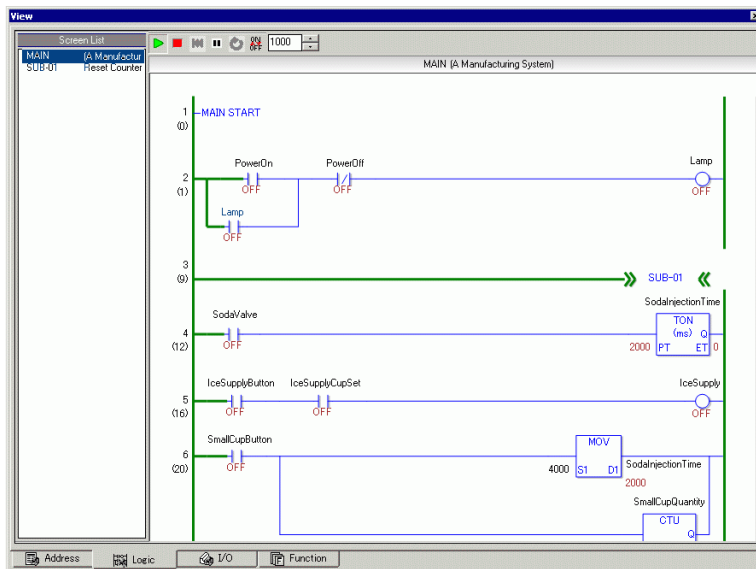 View
Screen List
MAIN (A Manufactur
SUB-01 Reset Counter
ON OFF 1000
MAIN (A Manufacturing System)
1 MAIN START
(0)
PowerOn PowerOff Lamp
2
(1) OFF OFF OFF
Lamp
OFF
3
(9) SUB-01
SodaInjectionTime
SodaValve TON
4 (ms) Q
(12) OFF 2000 PT ET 0
IceSupplyButton IceSupplyCupSet IceSupply
5
(16) OFF OFF OFF
SmallCupButton MOV
6
(20) OFF 4000 S1 D1 SodaInjectionTime
2000
SmallCupQuantity
CTU
Q
Address Logic I/O Function